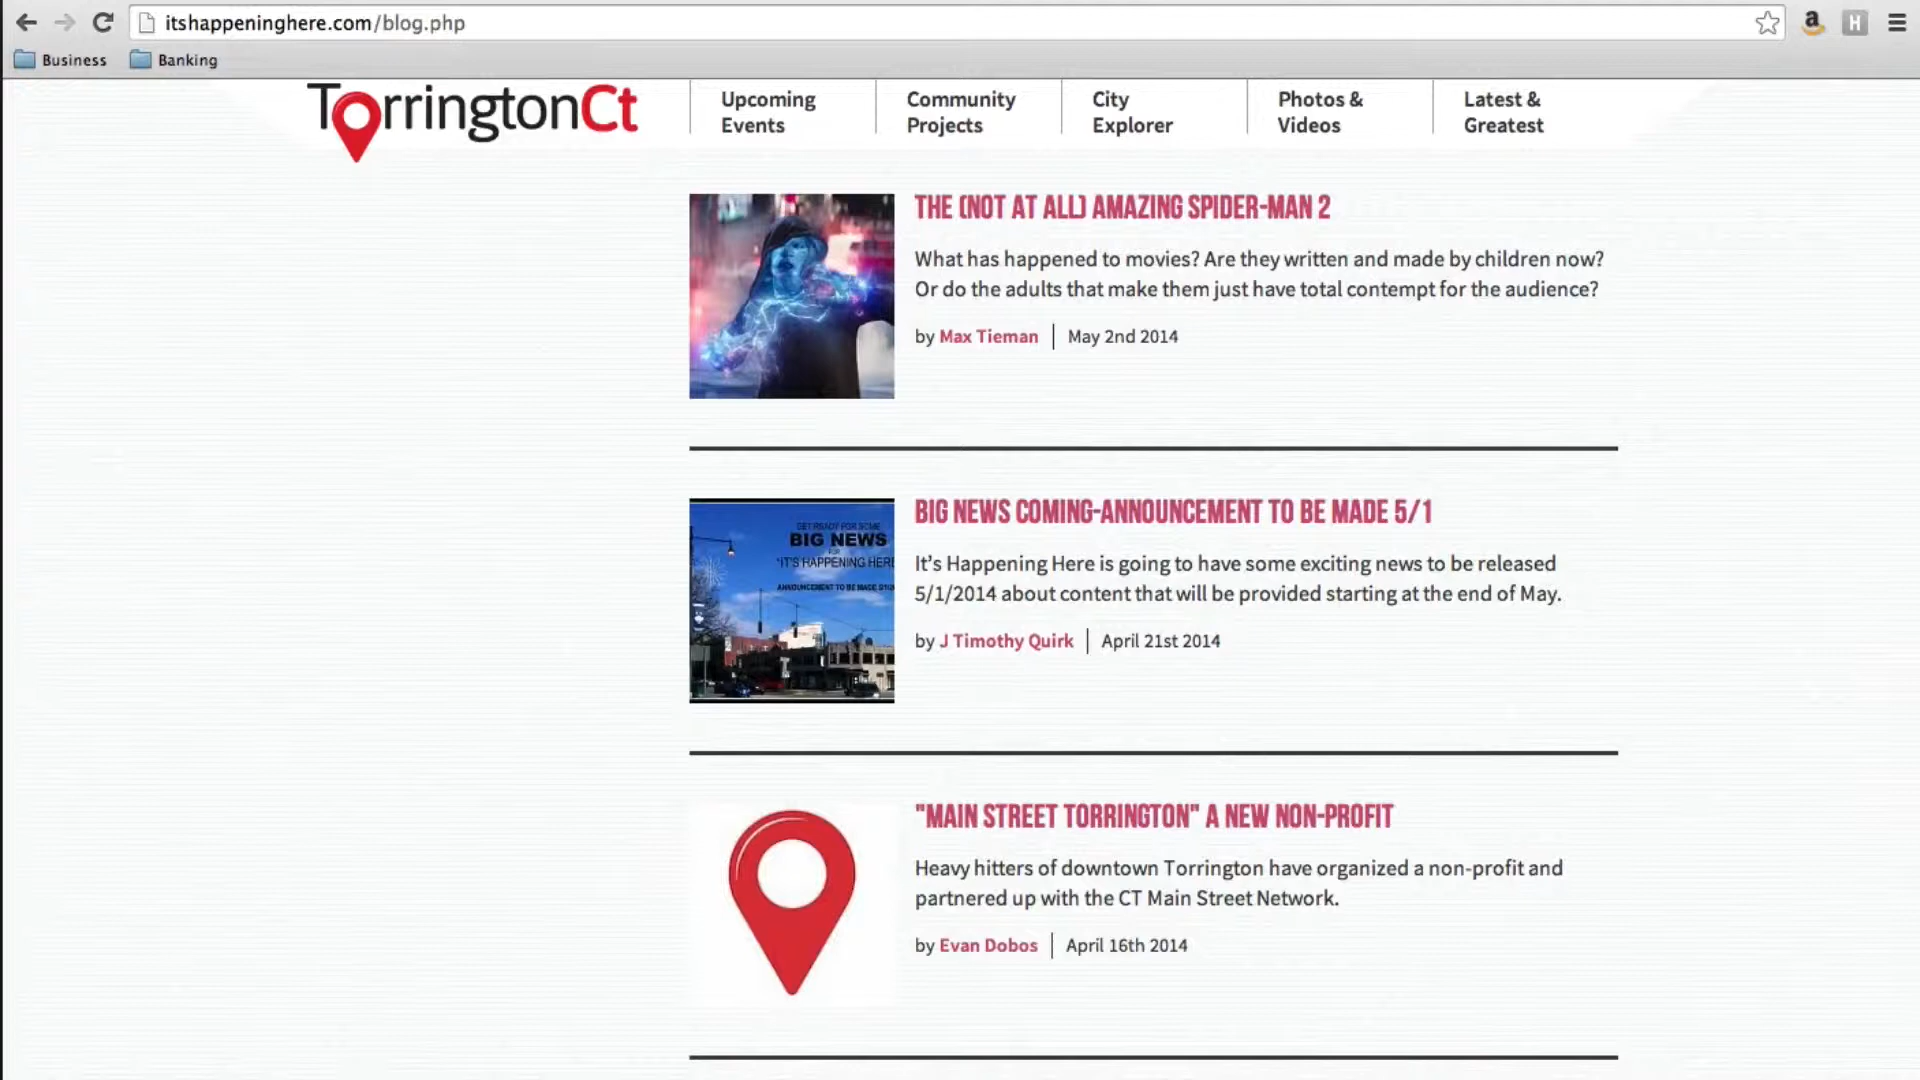 itshappeninghere.com/blog.php
Business
Banking
TorringtonCt
Upcoming
Events
Community
Projects
City
Explorer
Photos &
Videos
Latest &
Greatest
THE (NOT AT ALL) AMAZING SPIDER-MAN 2
What has happened to movies? Are they written and made by children now?
Or do the adults that make them just have total contempt for the audience?
by Max Tieman | May 2nd 2014
GET READY FOR SOME
BIG NEWS
FOR
"IT'S HAPPENING HERE
ANNOUNCEMENT TO BE MADE
BIG NEWS COMING-ANNOUNCEMENT TO BE MADE 5/1
It's Happening Here is going to have some exciting news to be released
5/1/2014 about content that will be provided starting at the end of May.
by J Timothy Quirk | April 21st 2014
"MAIN STREET TORRINGTON" A NEW NON-PROFIT
Heavy hitters of downtown Torrington have organized a non-profit and
partnered up with the CT Main Street Network.
by Evan Dobos | April 16th 2014